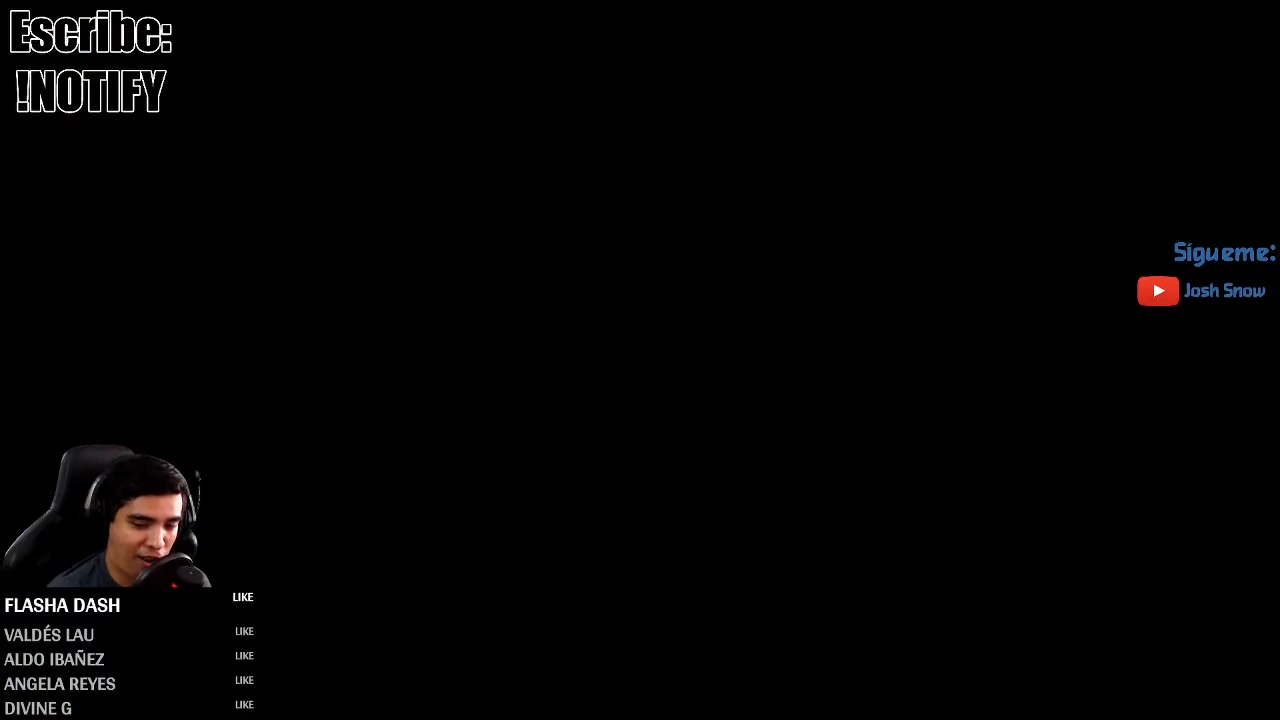 Escribe:
!NOTIFY
Sígueme:
Josh Snow
FLASHA DASH LIKE
VALDÉS LAU LIKE
ALDO IBAÑEZ LIKE
ANGELA REYES LIKE
DIVINE G LIKE